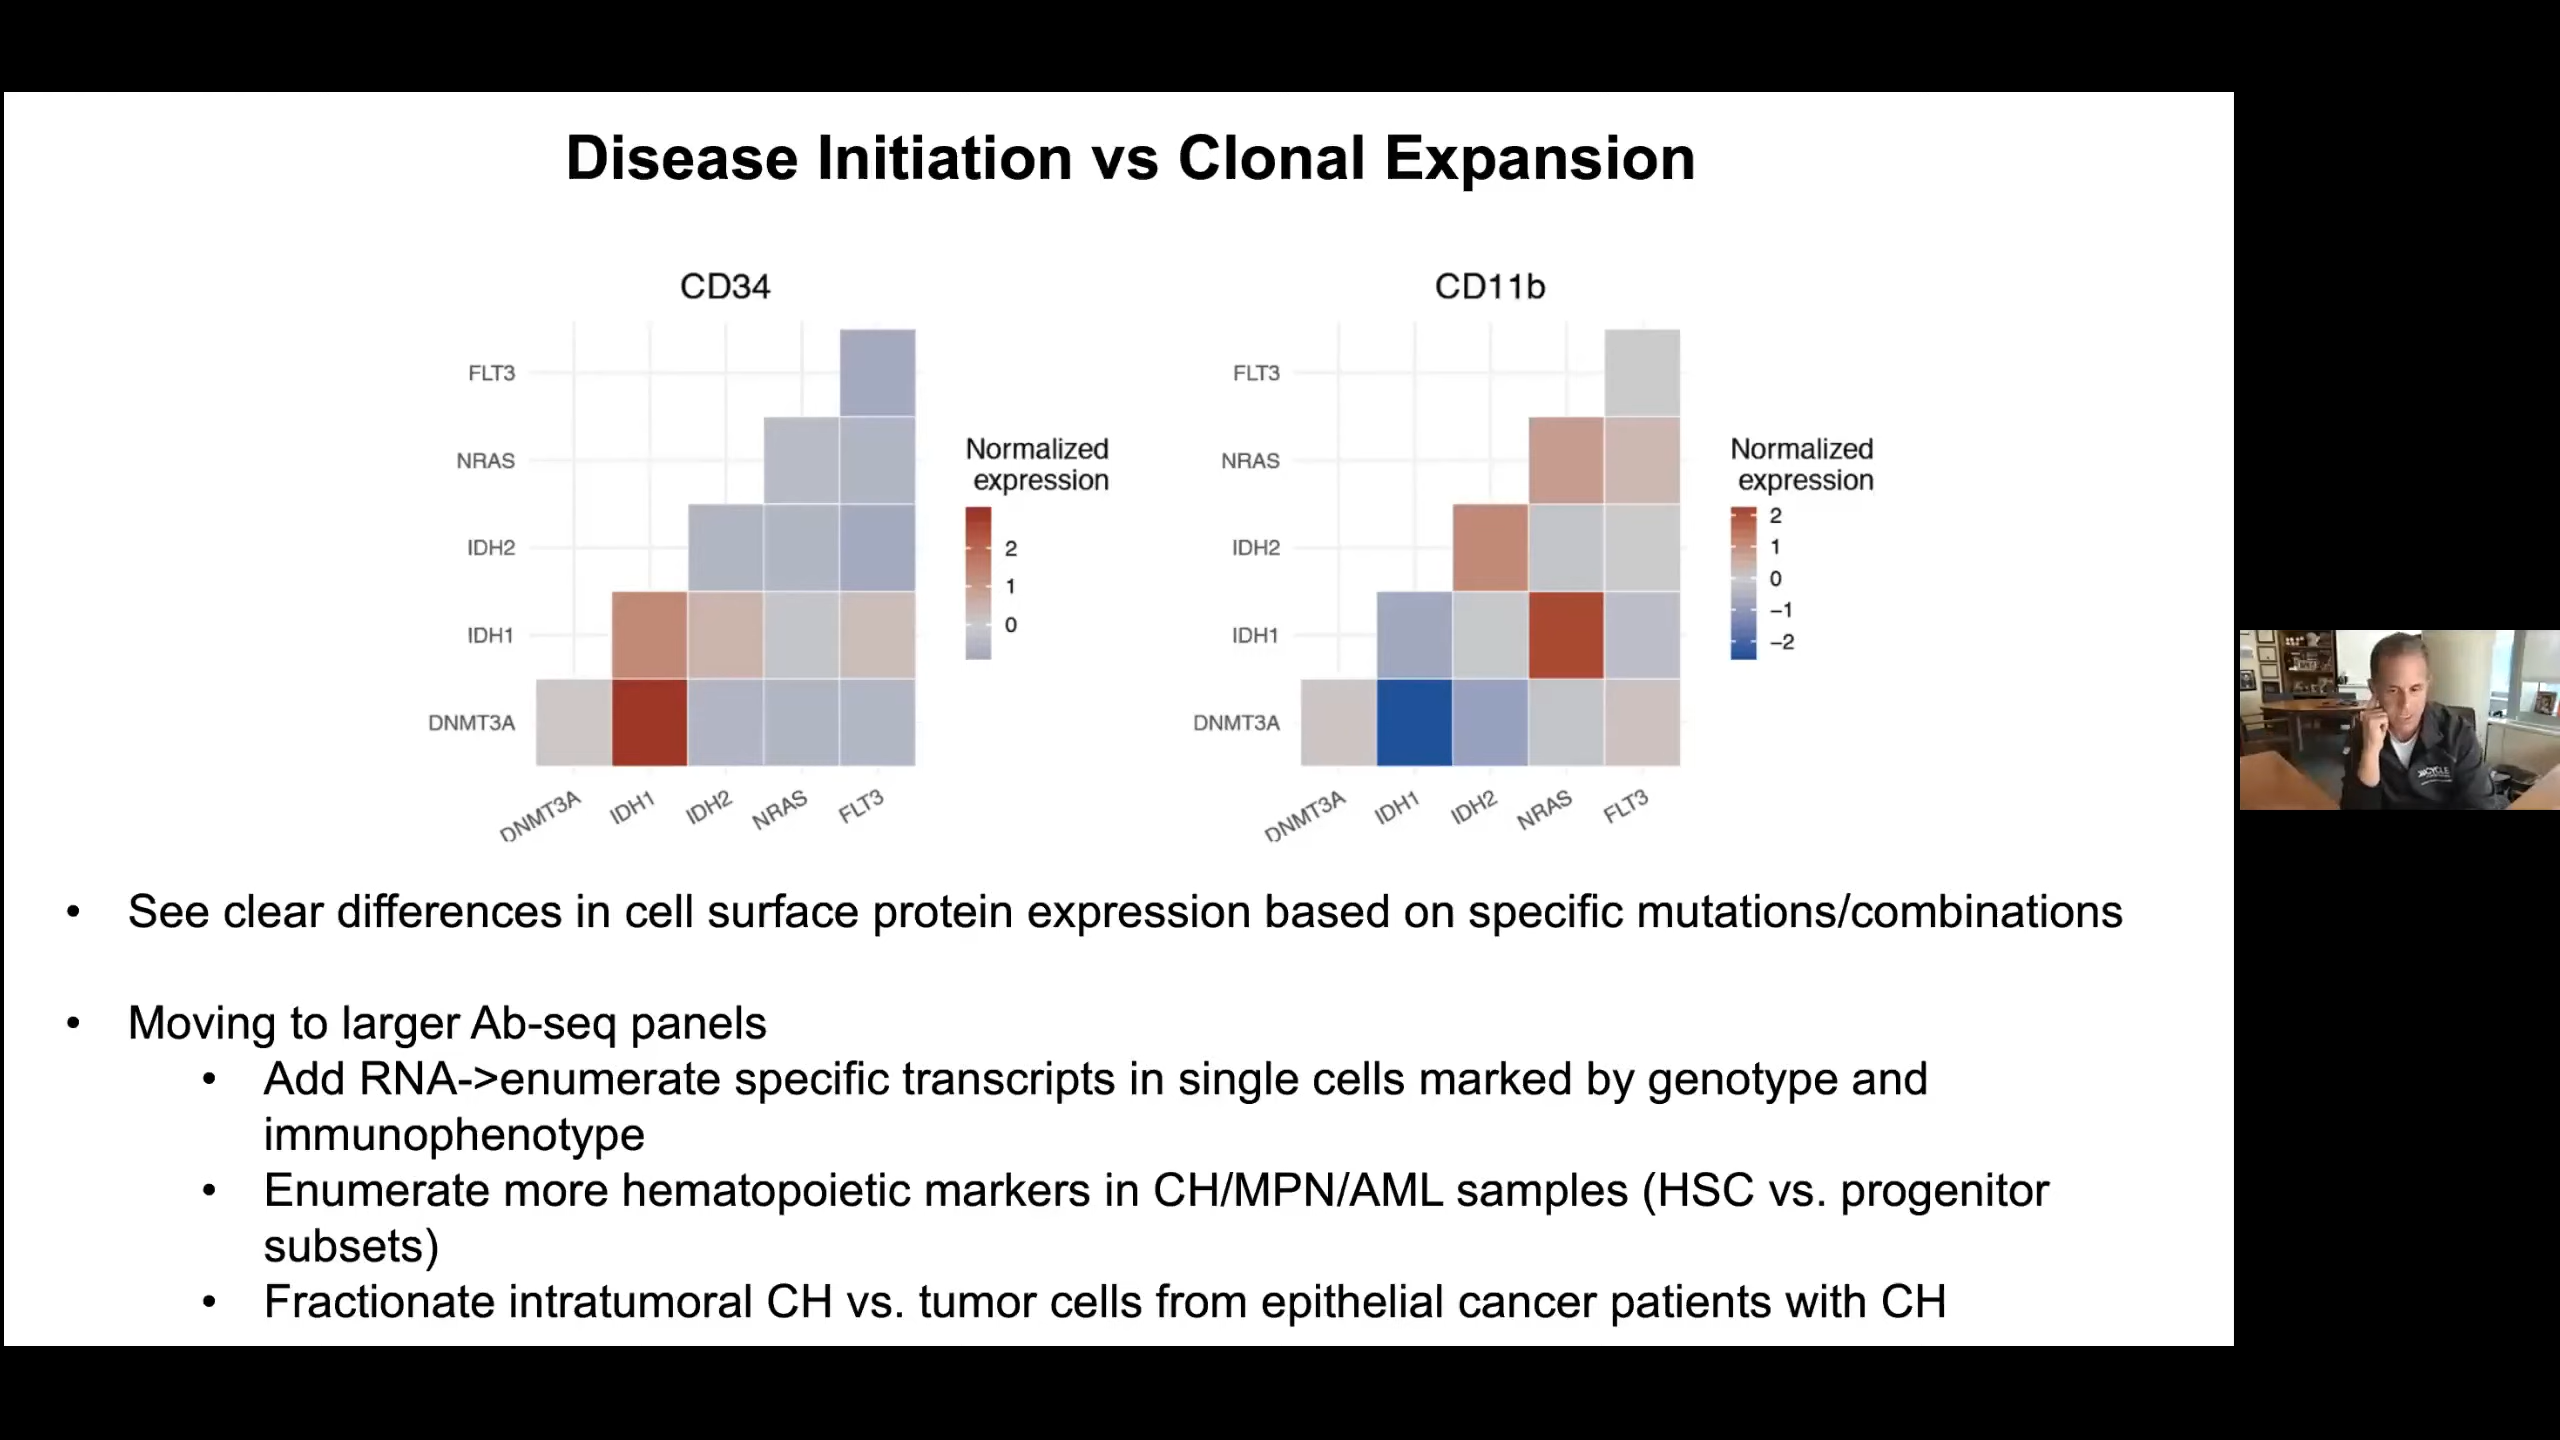 Disease Initiation vs Clonal Expansion
CD34
FLT3
NRAS
IDH2
IDH1
DNMT3A
DNMT3A
IDH1
IDH2
NRAS
FLT3
Normalized
expression
2
1
0
CD11b
FLT3
NRAS
IDH2
IDH1
DNMT3A
DNMT3A
IDH1
IDH2
NRAS
FLT3
Normalized
expression
2
1
0
−1
−2
• See clear differences in cell surface protein expression based on specific mutations/combinations
• Moving to larger Ab-seq panels
• Add RNA->enumerate specific transcripts in single cells marked by genotype and
immunophenotype
• Enumerate more hematopoietic markers in CH/MPN/AML samples (HSC vs. progenitor
subsets)
• Fractionate intratumoral CH vs. tumor cells from epithelial cancer patients with CH
CYCLE